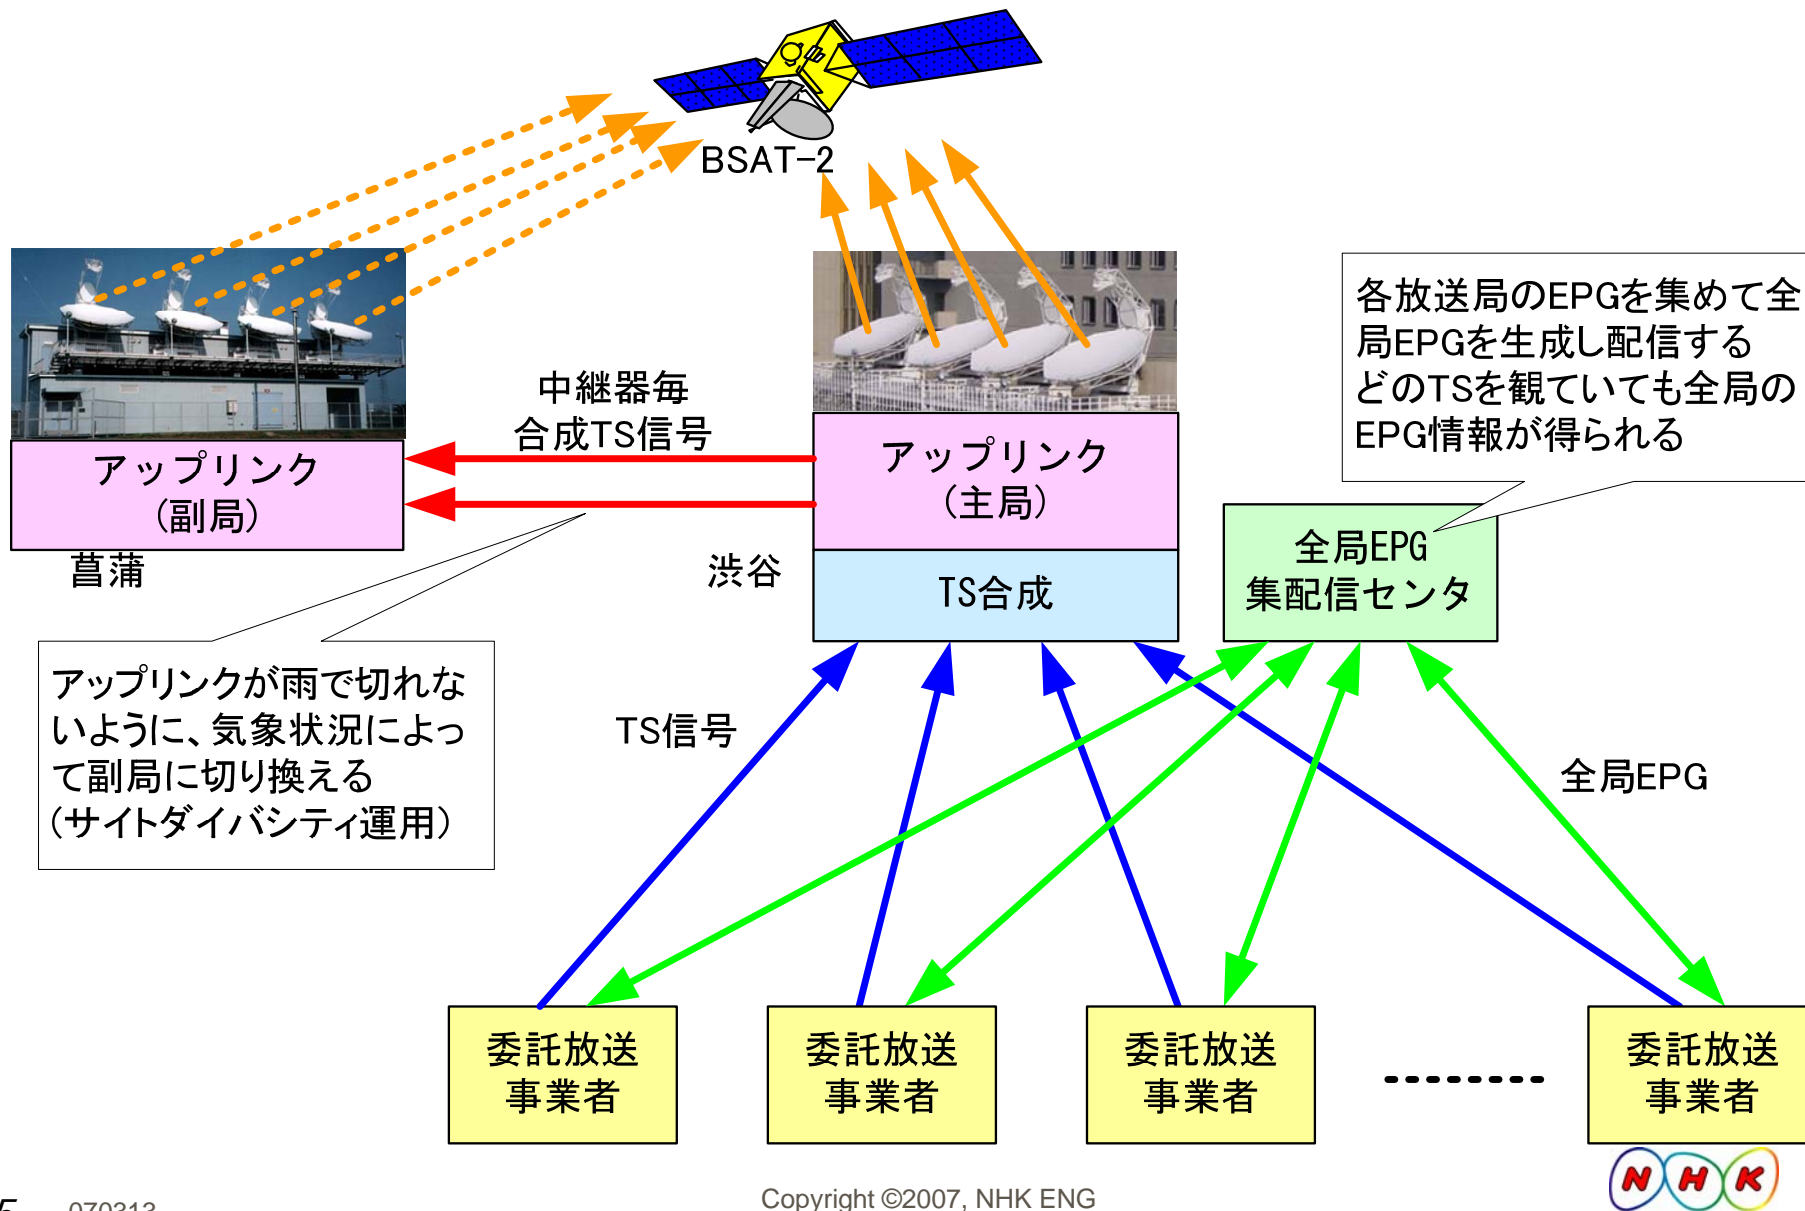 BSAT-2
各放送局のEPGを集めて全
局EPGを生成し配信する
どのTSを観ていても全局の
EPG情報が得られる
中継器毎
合成TS信号
アップリンク
(副局)
アップリンク
(主局)
菖蒲
渋谷
TS合成
全局EPG
集配信センタ
アップリンクが雨で切れな
いように、気象状況によっ
て副局に切り換える
(サイトダイバシティ運用)
TS信号
全局EPG
委託放送
事業者
委託放送
事業者
委託放送
事業者
委託放送
事業者
5
070313
Copyright ©2007, NHK ENG
NHK